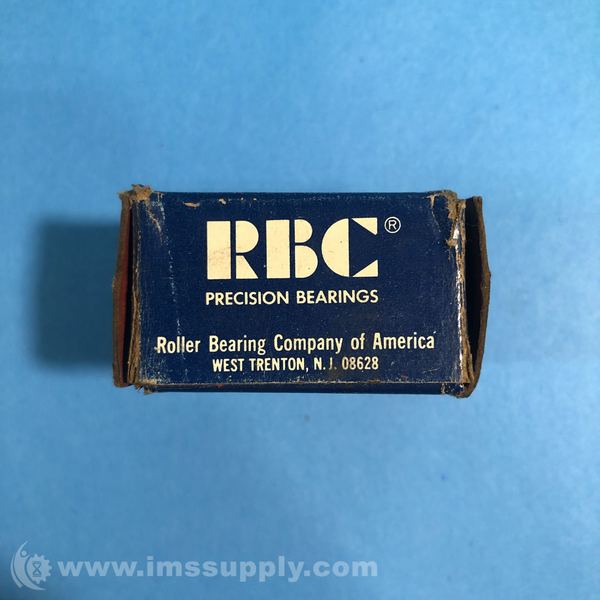 RBC®
PRECISION BEARINGS
Roller Bearing Company of America
WEST TRENTON, N.J. 08628
www.imssupply.com